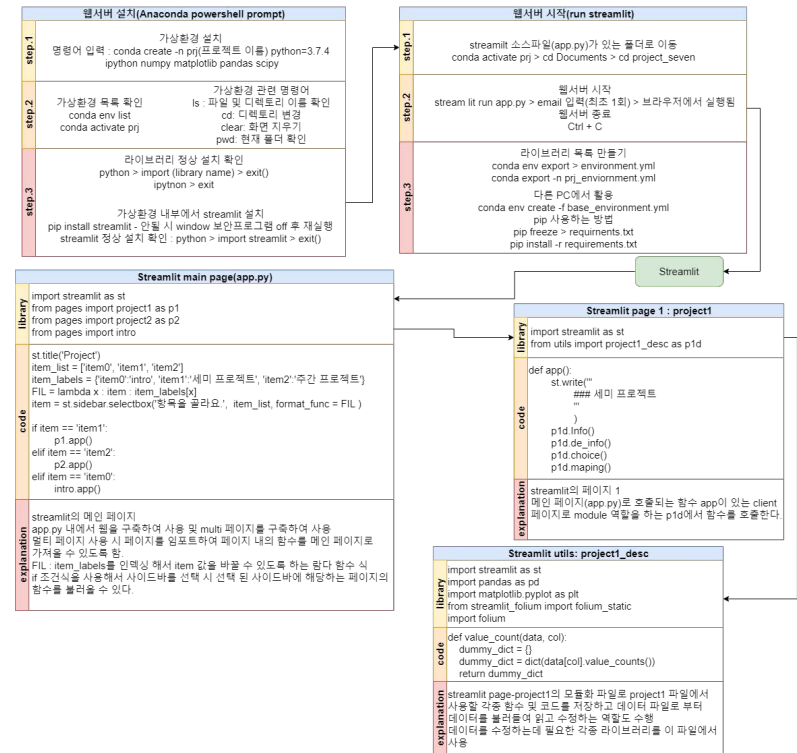 웹서버 설치(Anaconda powershell prompt)
step.1
가상환경 설치
명령어 입력 : conda create -n prj(프로젝트 이름) python=3.7.4
ipython numpy matplotlib pandas scipy
step.2
가상환경 목록 확인
conda env list
conda activate prj
가상환경 관련 명령어
ls : 파일 및 디렉토리 이름 확인
cd: 디렉토리 변경
clear: 화면 지우기
pwd: 현재 폴더 확인
step.3
라이브러리 정상 설치 확인
python > import (library name) > exit()
ipytnon > exit
가상환경 내부에서 streamlit 설치
pip install streamlit - 안될 시 window 보안프로그램 off 후 재실행
streamlit 정상 설치 확인 : python > import streamlit > exit()
웹서버 시작(run streamlit)
step.1
streamilt 소스파일(app.py)가 있는 폴더로 이동
conda activate prj > cd Documents > cd project_seven
step.2
웹서버 시작
stream lit run app.py > email 입력(최초 1회) > 브라우저에서 실행됨
웹서버 종료
Ctrl + C
step.3
라이브러리 목록 만들기
conda env export > environment.yml
conda export -n prj_enviornment.yml
다른 PC에서 활용
conda env create -f base_environment.yml
pip 사용하는 방법
pip freeze > requirnents.txt
pip install -r requirements.txt
Streamlit
Streamlit main page(app.py)
library
import streamlit as st
from pages import project1 as p1
from pages import project2 as p2
from pages import intro
code
st.title('Project')
item_list = ['item0', 'item1', 'item2']
item_labels = {'item0':'intro', 'item1':'세미 프로젝트', 'item2':'주간 프로젝트'}
FIL = lambda x : item : item_labels[x]
item = st.sidebar.selectbox('항목을 골라요.', item_list, format_func = FIL )
if item == 'item1':
p1.app()
elif item == 'item2':
p2.app()
elif item == 'item0':
intro.app()
explanation
streamlit의 메인 페이지
app.py 내에서 웹을 구축하여 사용 및 multi 페이지를 구축하여 사용
멀티 페이지 사용 시 페이지를 임포트하여 페이지 내의 함수를 메인 페이지로
가져올 수 있도록 함.
FIL : item_labels를 인덱싱 해서 item 값을 바꿀 수 있도록 하는 람다 함수 식
if 조건식을 사용해서 사이드바를 선택 시 선택 된 사이드바에 해당하는 페이지의
함수를 불러올 수 있다.
Streamlit page 1 : project1
library
import streamlit as st
from utils import project1_desc as p1d
code
def app():
st.write('''
### 세미 프로젝트
'''
)
p1d.Info()
p1d.de_info()
p1d.choice()
p1d.maping()
explanation
streamlit의 페이지 1
메인 페이지(app.py)로 호출되는 함수 app이 있는 client
페이지로 module 역할을 하는 p1d에서 함수를 호출한다.
Streamlit utils: project1_desc
library
import streamlit as st
import pandas as pd
import matplotlib.pyplot as plt
from streamlit_folium import folium_static
import folium
code
def value_count(data, col):
dummy_dict = {}
dummy_dict = dict(data[col].value_counts())
return dummy_dict
explanation
streamlit page-project1의 모듈화 파일로 project1 파일에서
사용할 각종 함수 및 코드를 저장하고 데이터 파일로 부터
데이터를 불러들여 읽고 수정하는 역할도 수행
데이터를 수정하는데 필요한 각종 라이브러리를 이 파일에서
사용